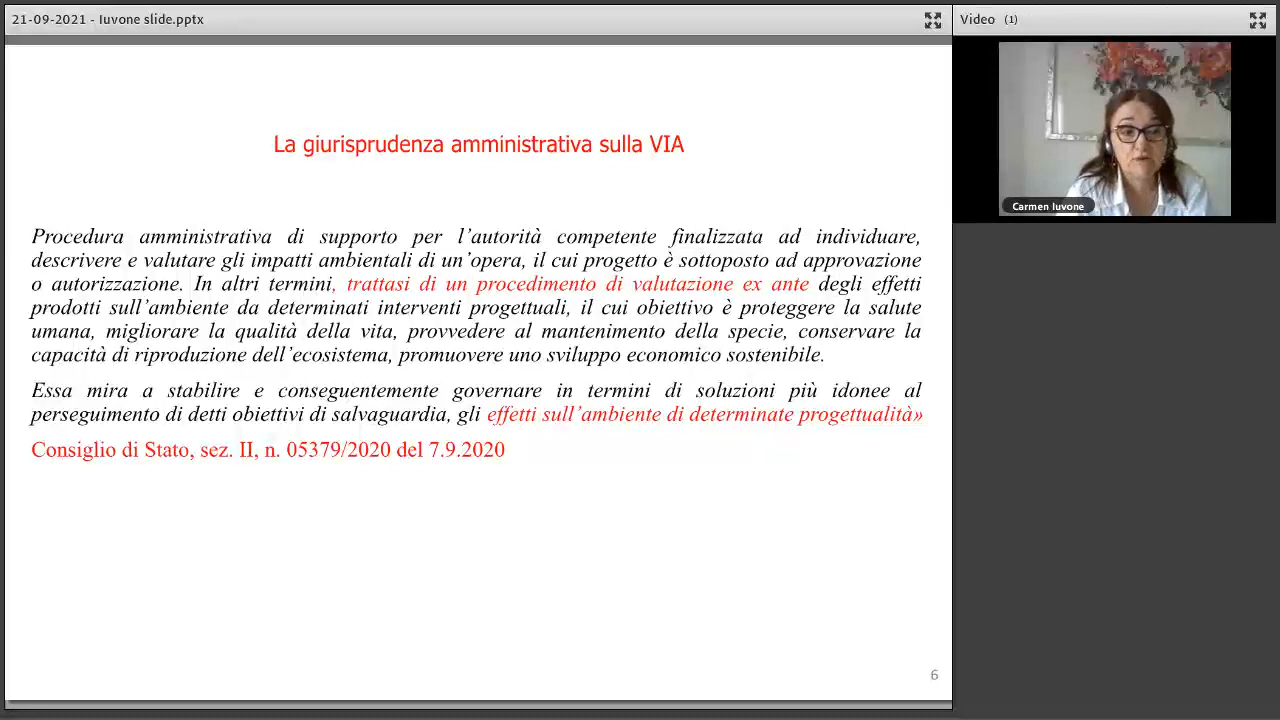 21-09-2021 - Iuvone slide.pptx
Video (1)
Carmen Iuvone
La giurisprudenza amministrativa sulla VIA
Procedura amministrativa di supporto per l’autorità competente finalizzata ad individuare,
descrivere e valutare gli impatti ambientali di un’opera, il cui progetto è sottoposto ad approvazione
o autorizzazione. In altri termini, trattasi di un procedimento di valutazione ex ante degli effetti
prodotti sull’ambiente da determinati interventi progettuali, il cui obiettivo è proteggere la salute
umana, migliorare la qualità della vita, provvedere al mantenimento della specie, conservare la
capacità di riproduzione dell’ecosistema, promuovere uno sviluppo economico sostenibile.
Essa mira a stabilire e conseguentemente governare in termini di soluzioni più idonee al
perseguimento di detti obiettivi di salvaguardia, gli effetti sull’ambiente di determinate progettualità»
Consiglio di Stato, sez. II, n. 05379/2020 del 7.9.2020
6